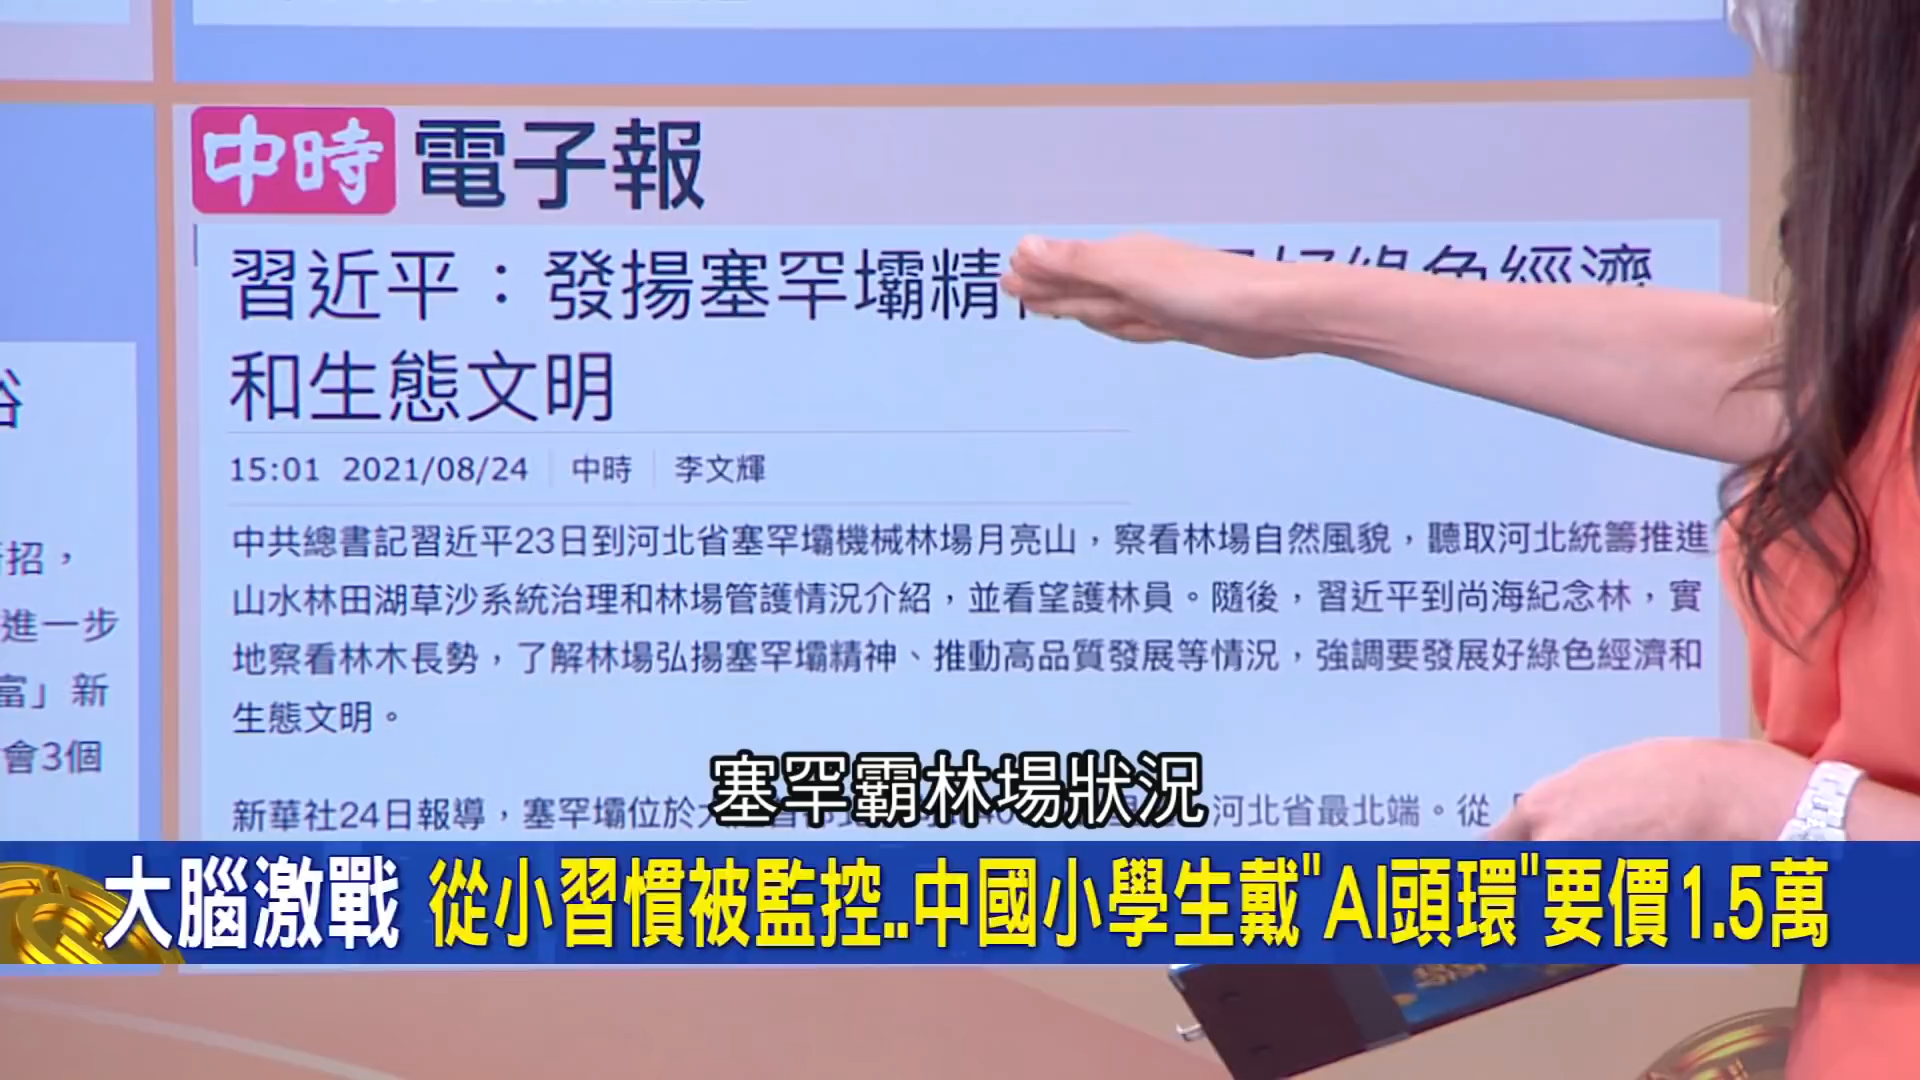 中時 電子報
習近平：發揚塞罕壩精 綠色經濟
和生態文明
15:01 2021/08/24 中時 李文輝
中共總書記習近平23日到河北省塞罕壩機械林場月亮山，察看林場自然風貌，聽取河北統籌推進
山水林田湖草沙系統治理和林場管護情況介紹，並看望護林員。隨後，習近平到尚海紀念林，實
地察看林木長勢，了解林場弘揚塞罕壩精神、推動高品質發展等情況，強調要發展好綠色經濟和
生態文明。
新華社24日報導，塞罕壩位於 河北省最北端。從
招，
進一步
富」新
會3個
塞罕霸林場狀況
大腦激戰 從小習慣被監控..中國小學生戴"AI頭環"要價1.5萬